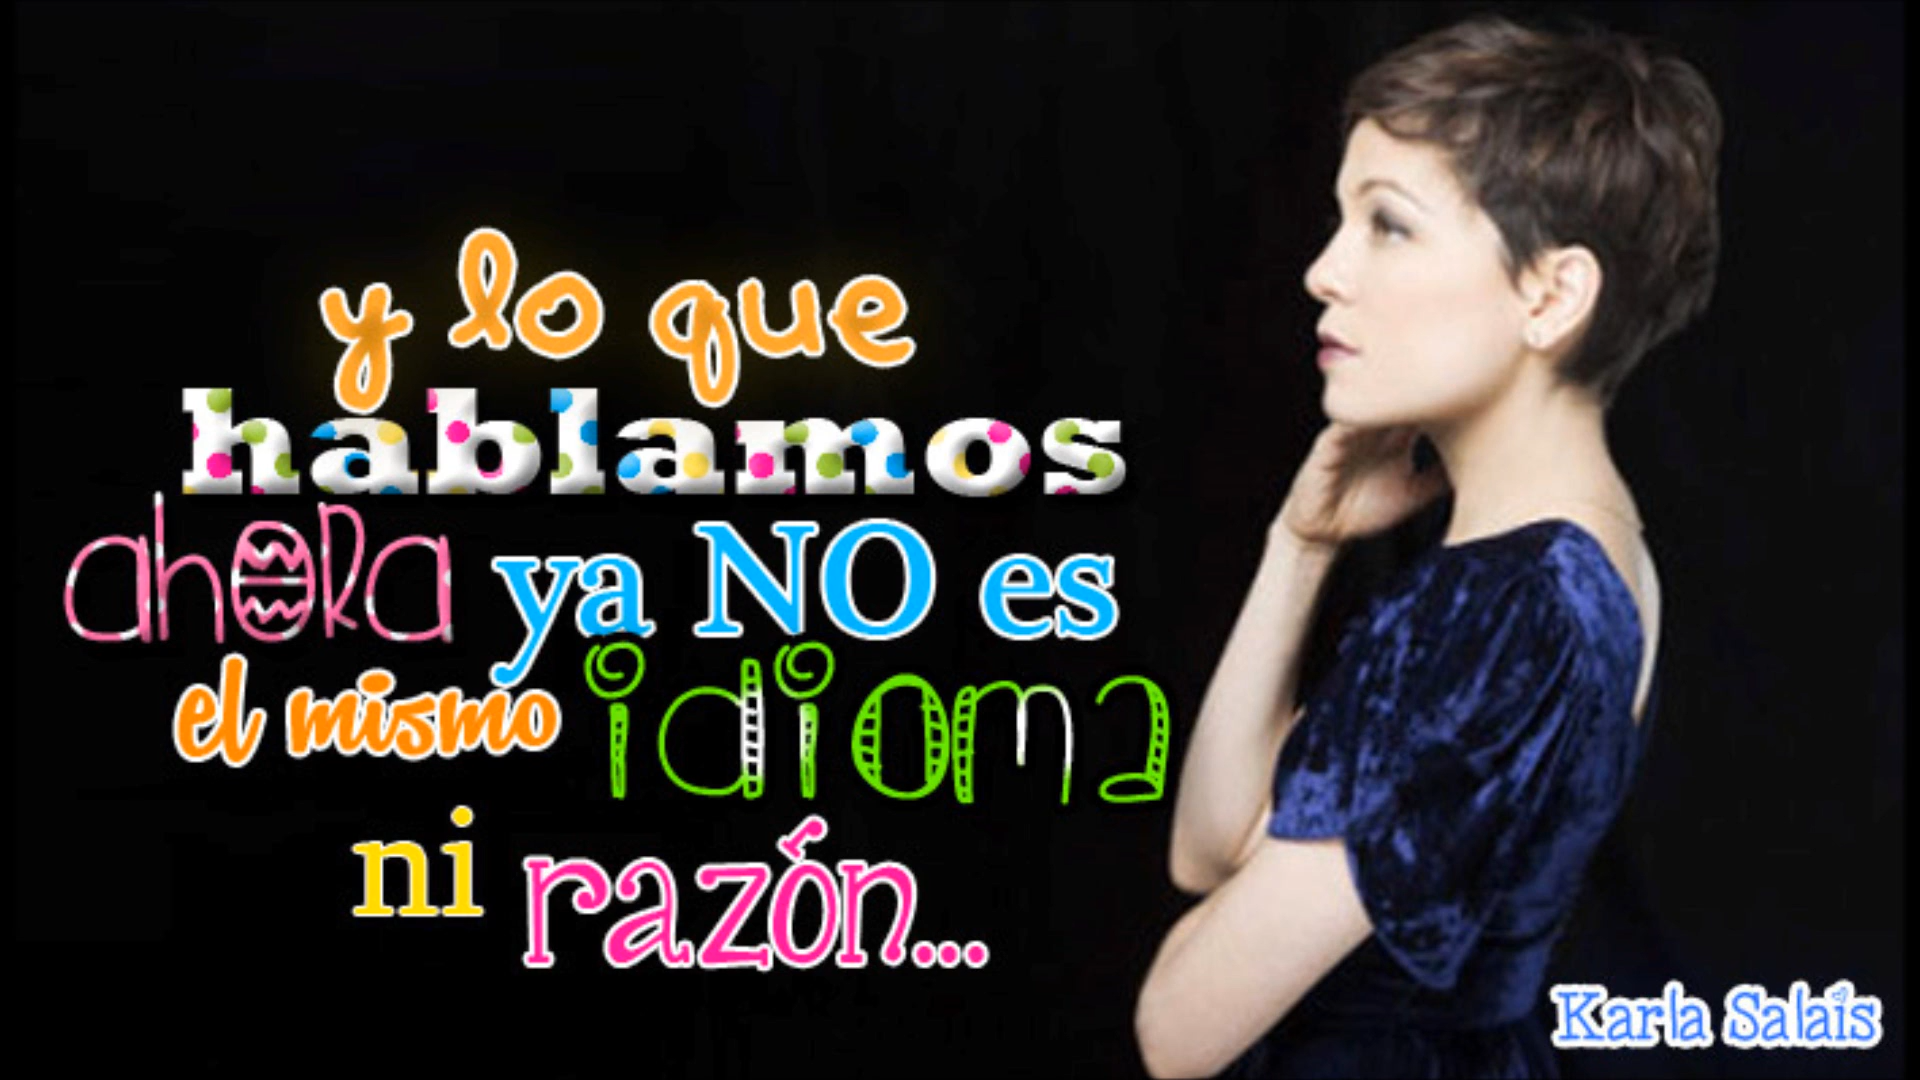 y lo que
hablamos
ahoRa ya NO es
el mismo idioma
ni razón...
Karla Salais